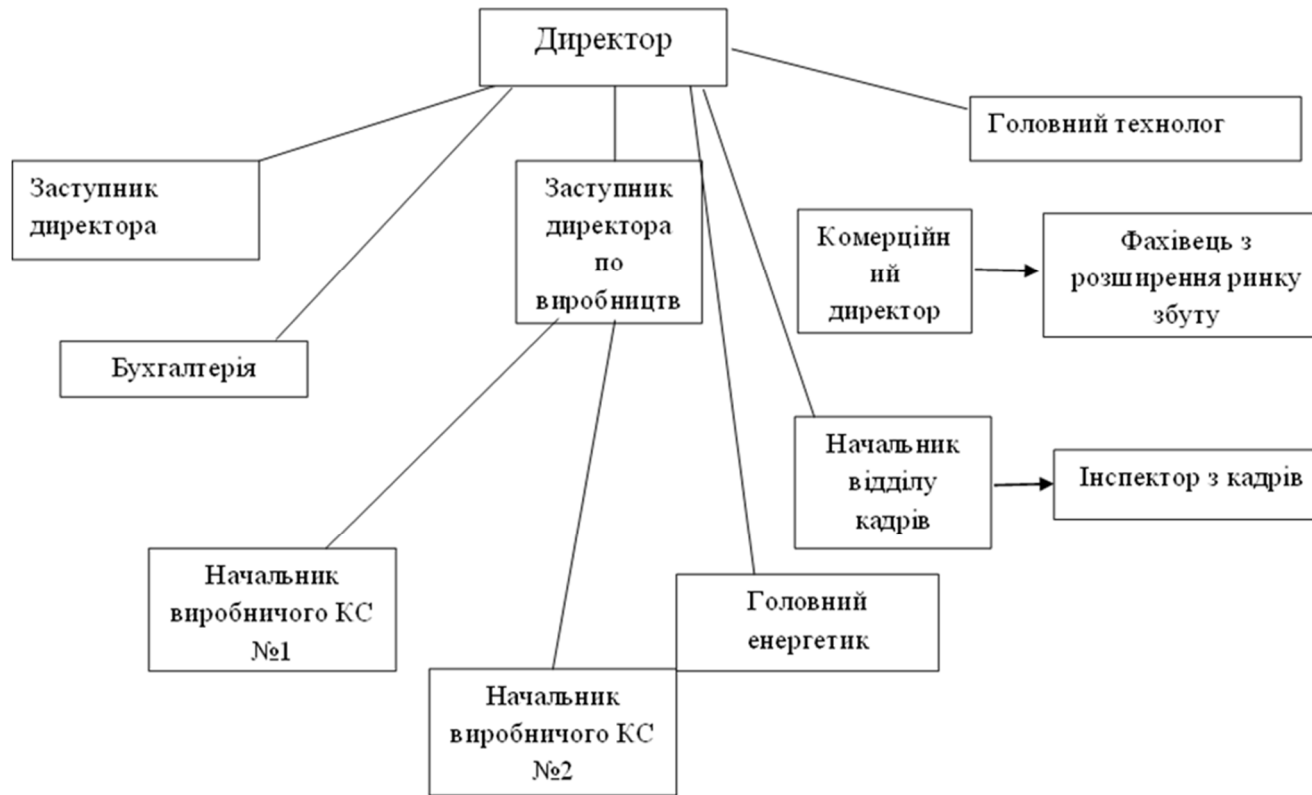 Директор
Головний технолог
Заступник
директора
Заступник
директора
по
виробництв
Комерційн
ий
директор
Фахівець з
розширення ринку
збуту
Бухгалтерія
Начальник
відділу
кадрів
Інспектор з кадрів
Начальник
виробничого КС
№1
Головний
енергетик
Начальник
виробничого КС
№2